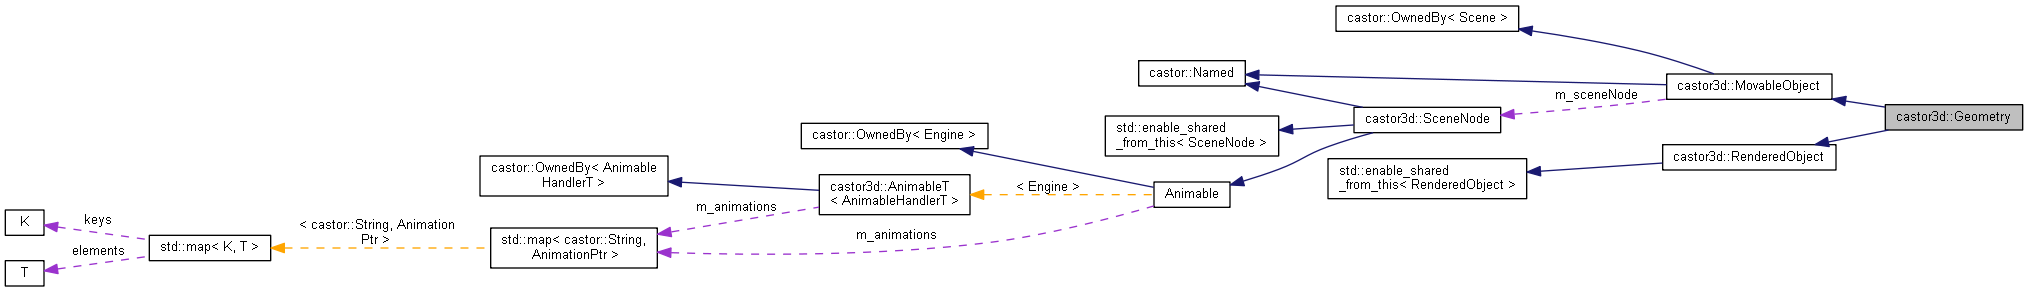 castor::OwnedBy< Scene >
castor::Named
castor3d::MovableObject
m_sceneNode
castor3d::Geometry
castor3d::SceneNode
std::enable_shared
_from_this< SceneNode >
castor::OwnedBy< Engine >
castor3d::RenderedObject
std::enable_shared
_from_this< RenderedObject >
castor::OwnedBy< Animable
HandlerT >
castor3d::AnimableT
< AnimableHandlerT >
< Engine >
Animable
m_animations
K
keys
< castor::String, Animation
Ptr >
std::map< castor::String,
AnimationPtr >
m_animations
std::map< K, T >
elements
T